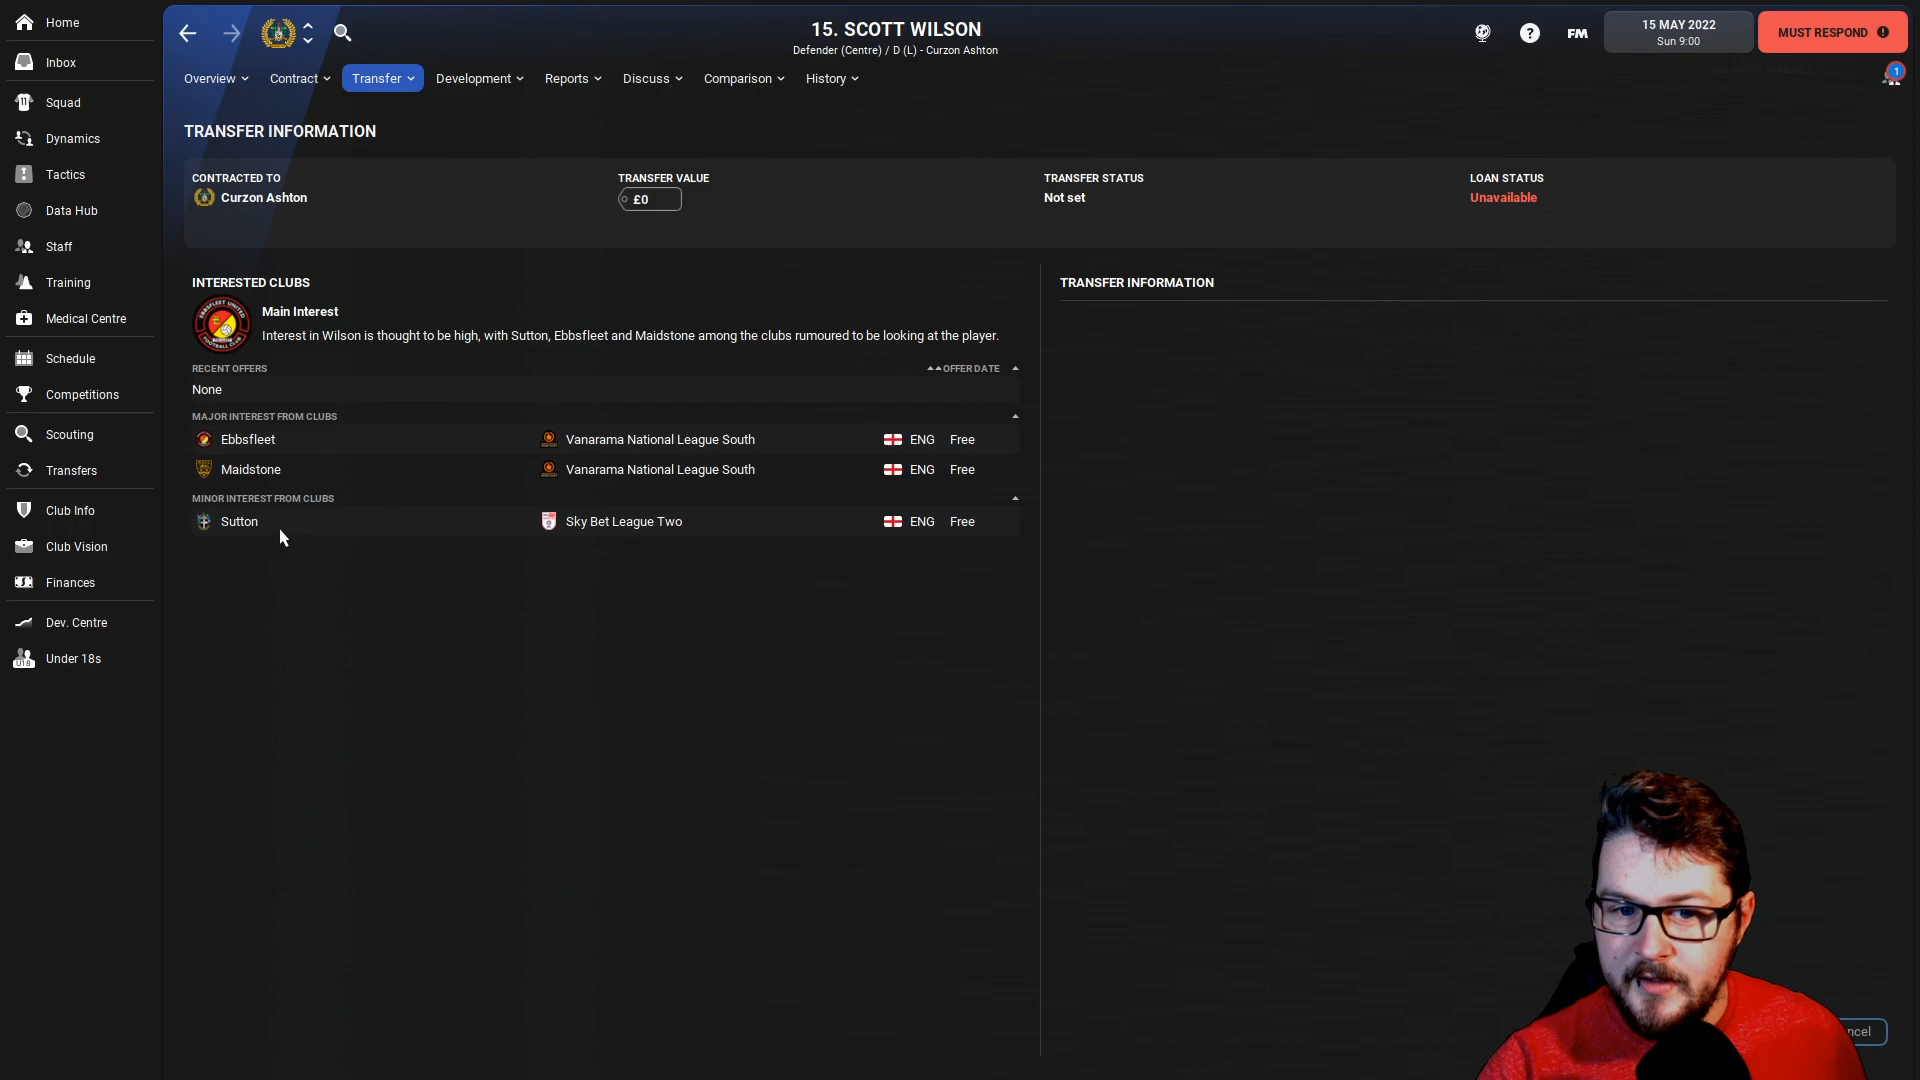 Home
Inbox
Squad
Dynamics
Tactics
Data Hub
Staff
Training
Medical Centre
Schedule
Competitions
Scouting
Transfers
Club Info
Club Vision
Finances
Dev. Centre
Under 18s
15. SCOTT WILSON
Defender (Centre) / D (L) - Curzon Ashton
? FM
15 MAY 2022
Sun 9:00
MUST RESPOND
1
Overview Contract Transfer Development Reports Discuss Comparison History
TRANSFER INFORMATION
CONTRACTED TO
Curzon Ashton
TRANSFER VALUE
£0
TRANSFER STATUS
Not set
LOAN STATUS
Unavailable
INTERESTED CLUBS
Main Interest
Interest in Wilson is thought to be high, with Sutton, Ebbsfleet and Maidstone among the clubs rumoured to be looking at the player.
RECENT OFFERS OFFER DATE
None
MAJOR INTEREST FROM CLUBS
Ebbsfleet Vanarama National League South ENG Free
Maidstone Vanarama National League South ENG Free
MINOR INTEREST FROM CLUBS
Sutton Sky Bet League Two ENG Free
TRANSFER INFORMATION
ncel